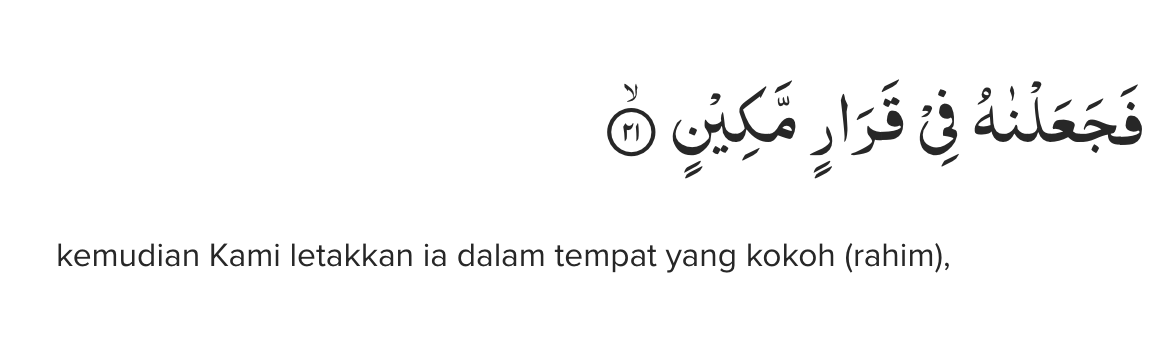 فَجَعَلْنٰهُ فِيْ قَرَارٍ مَّكِيْنٍ ۙ ٢١
kemudian Kami letakkan ia dalam tempat yang kokoh (rahim),